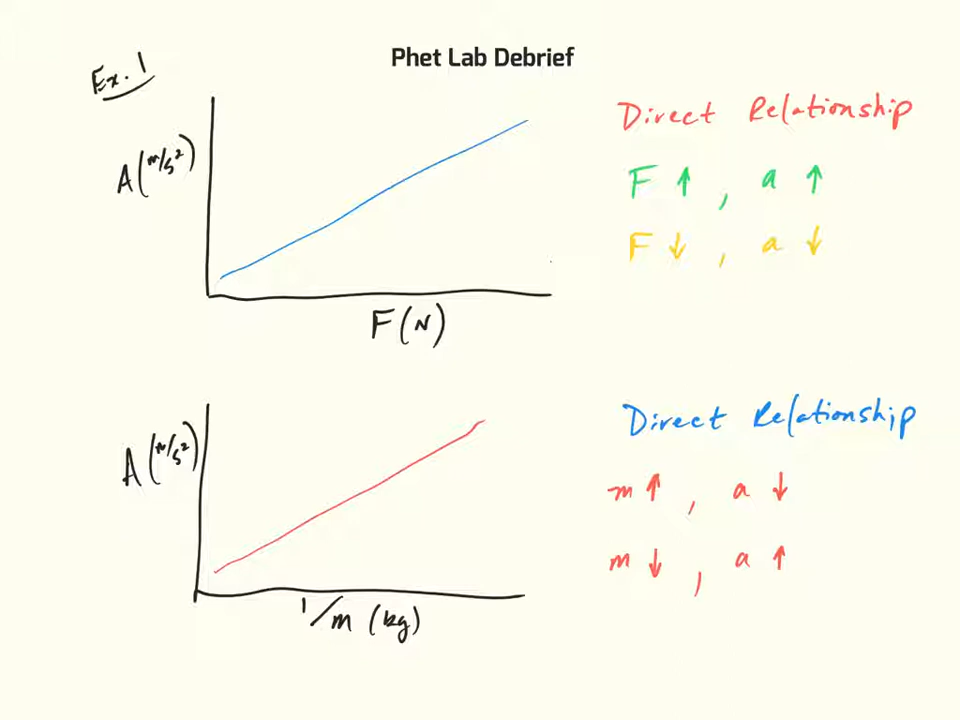 Phet Lab Debrief
Ex. 1
A (m/s²)
F (N)
Direct Relationship
F ↑ , a ↑
F ↓ , a ↓
A (m/s²)
1/m (kg)
Direct Relationship
m ↑ , a ↓
m ↓ , a ↑